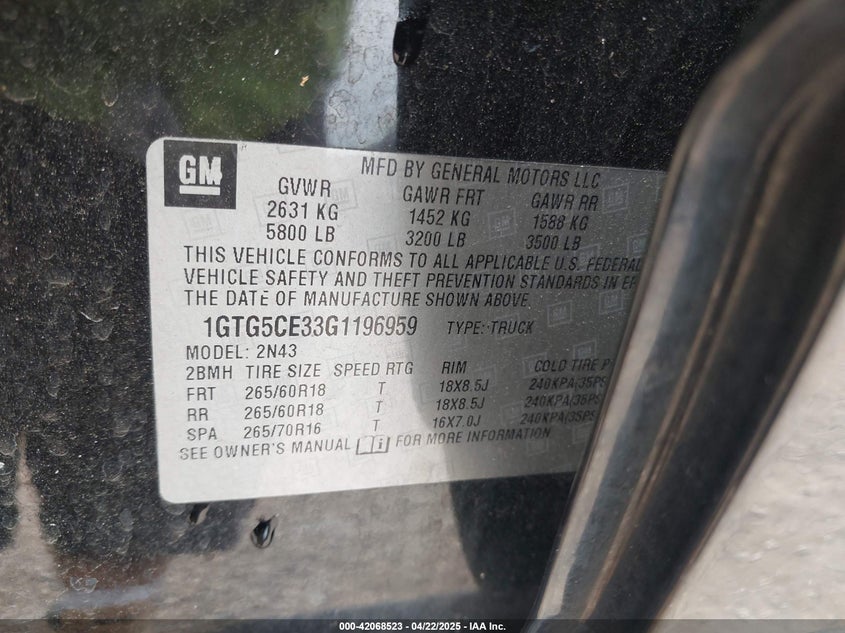 GM
MFD BY GENERAL MOTORS LLC
GVWR GAWR FRT GAWR RR
2631 KG 1452 KG 1588 KG
5800 LB 3200 LB 3500 LB
THIS VEHICLE CONFORMS TO ALL APPLICABLE U.S. FEDERAL
VEHICLE SAFETY AND THEFT PREVENTION STANDARDS IN
THE DATE OF MANUFACTURE SHOWN ABOVE.
1GTG5CE33G1196959 TYPE: TRUCK
MODEL: 2N43
2BMH TIRE SIZE SPEED RTG RIM COLD TIRE
FRT 265/60R18 T 18X8.5J 240KPA(35PS
RR 265/60R18 T 18X8.5J 240KPA(35PS
SPA 265/70R16 T 16X7.0J 240KPA(35PS
SEE OWNER'S MANUAL FOR MORE INFORMATION
000-42068523 - 04/22/2025 - IAA Inc.